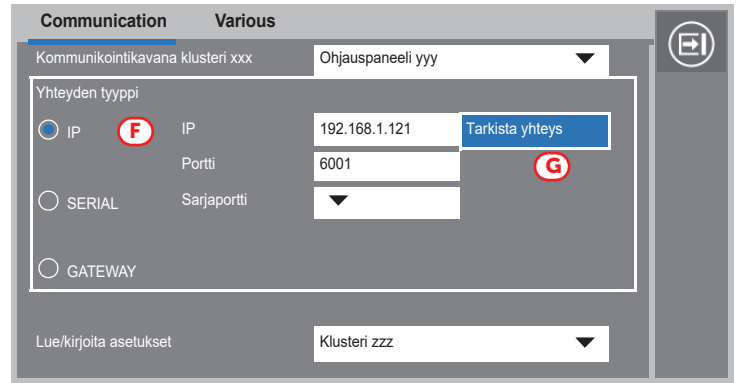 Communication Various
Kommunikointikavana klusteri xxx Ohjauspaneeli yyy
Yhteyden tyyppi
IP F IP 192.168.1.121 Tarkista yhteys
Portti 6001 G
SERIAL Sarjaportti
GATEWAY
Lue/kirjoita asetukset Klusteri zzz